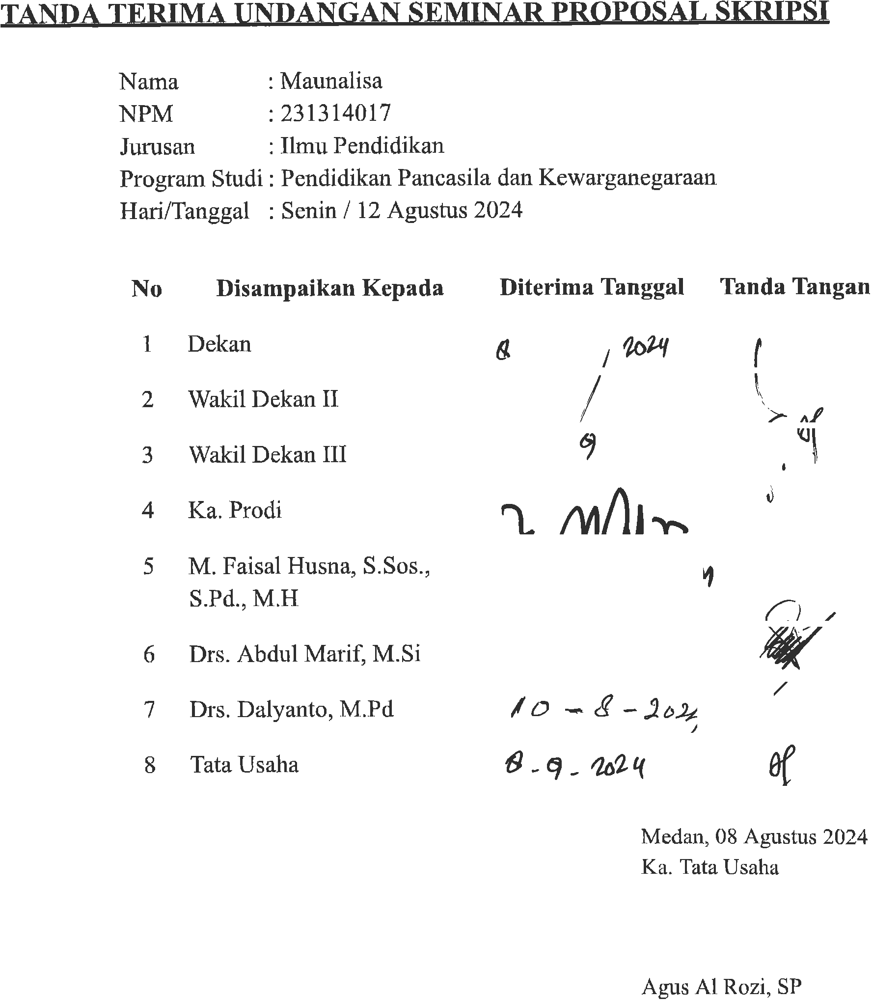 TANDA TERIMA UNDANGAN SEMINAR PROPOSAL SKRIPSI
Nama : Maunalisa
NPM : 231314017
Jurusan : Ilmu Pendidikan
Program Studi : Pendidikan Pancasila dan Kewarganegaraan
Hari/Tanggal : Senin / 12 Agustus 2024
No Disampaikan Kepada Diterima Tanggal Tanda Tangan
1 Dekan 8 / 2024
2 Wakil Dekan II
3 Wakil Dekan III 9
4 Ka. Prodi
5 M. Faisal Husna, S.Sos.,
S.Pd., M.H
6 Drs. Abdul Marif, M.Si
7 Drs. Dalyanto, M.Pd 10 - 8 - 2024
8 Tata Usaha 8 - 9 - 2024
Medan, 08 Agustus 2024
Ka. Tata Usaha
Agus Al Rozi, SP